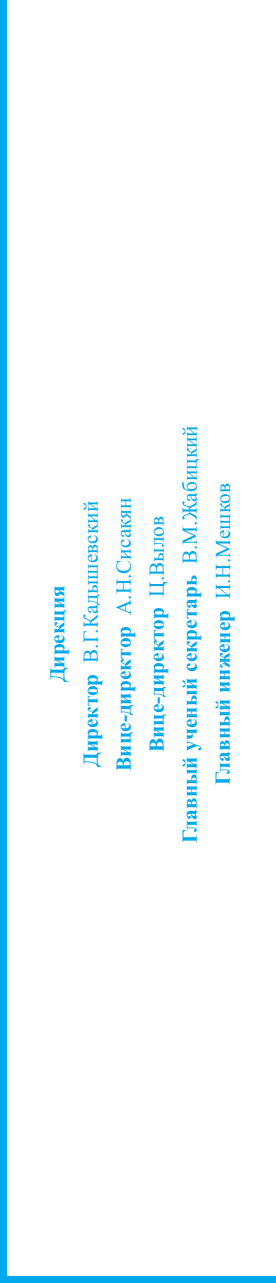 Дирекция
Директор В.Г.Кадышевский
Вице-директор А.Н.Сисакян
Вице-директор Ц.Вылов
Главный ученый секретарь В.М.Жабицкий
Главный инженер И.Н.Мешков